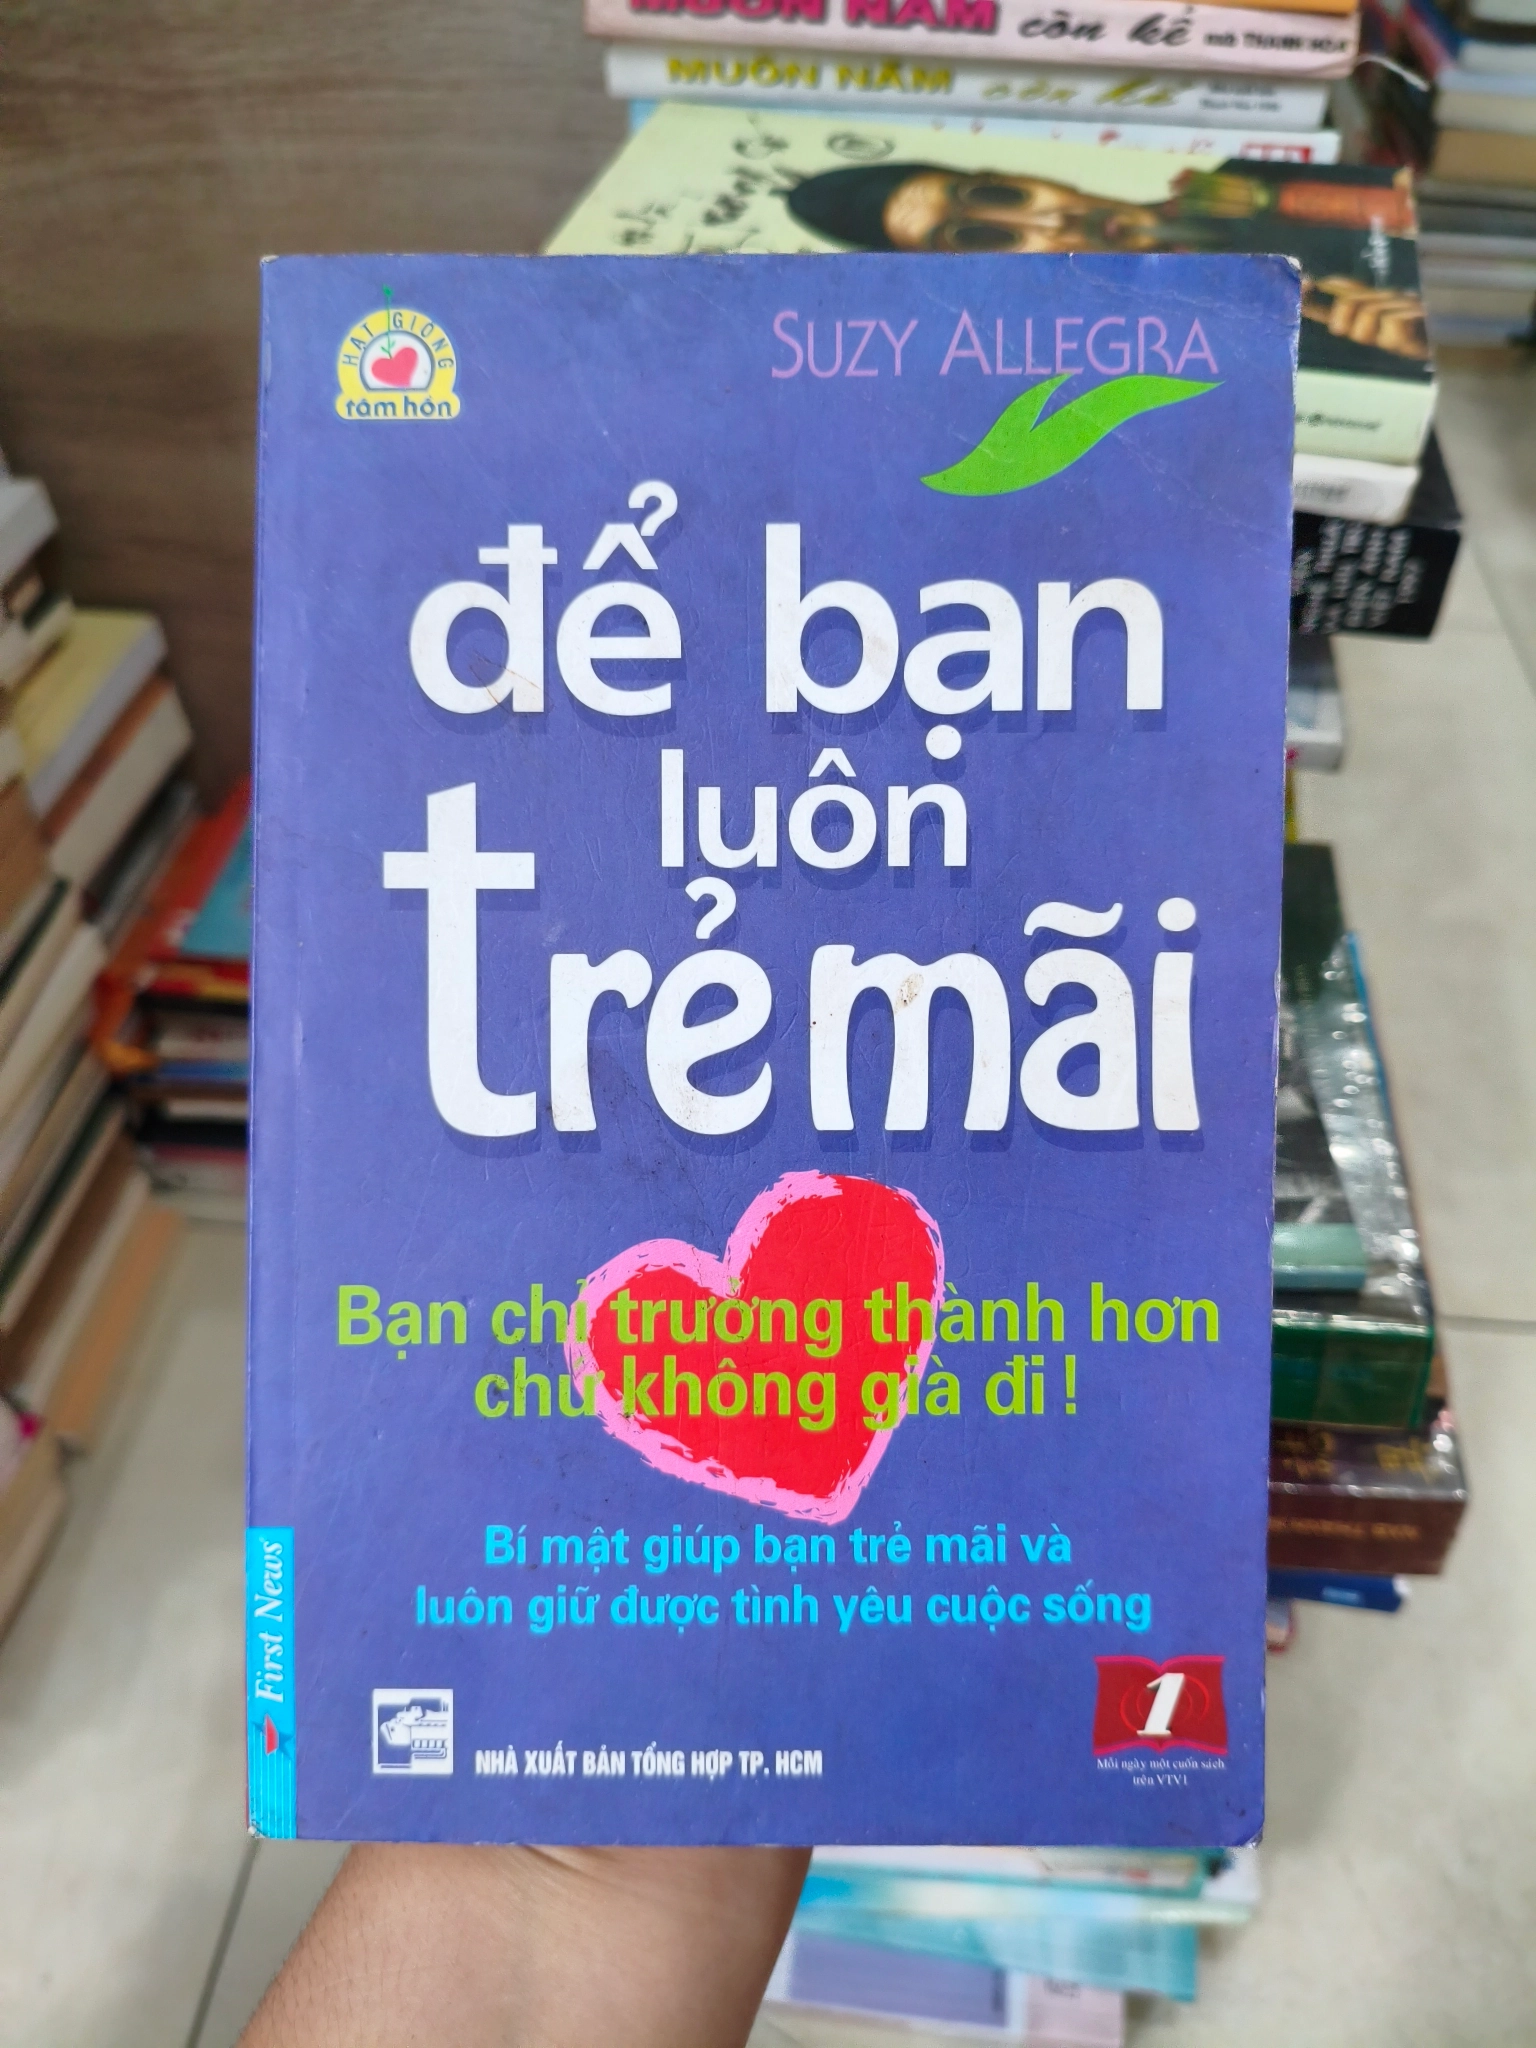 MUÔN NĂM còn kể
MUÔN NĂM còn kể
HẠT GIỐNG
tâm hồn
SUZY ALLEGRA
để bạn
luôn
trẻ mãi
Bạn chỉ trưởng thành hơn
chứ không già đi !
Bí mật giúp bạn trẻ mãi và
luôn giữ được tình yêu cuộc sống
First News
NHÀ XUẤT BẢN TỔNG HỢP TP. HCM
1
Mỗi ngày một cuốn sách
trên VTV1